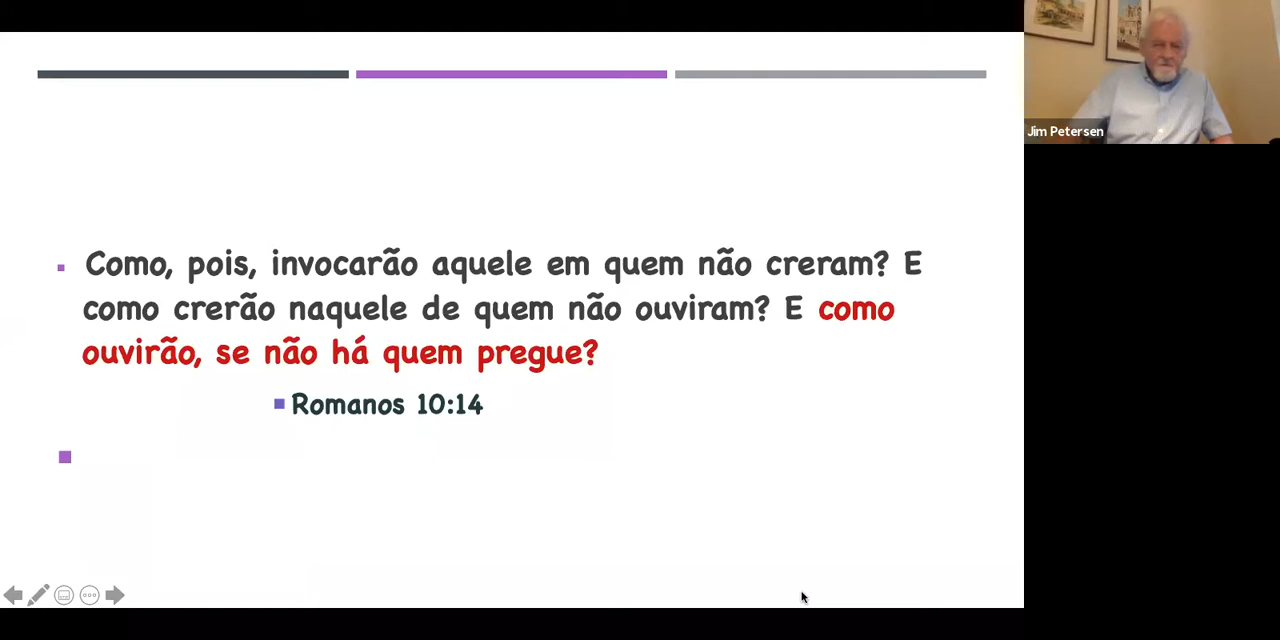 Como, pois, invocarão aquele em quem não creram? E
como crerão naquele de quem não ouviram? E como
ouvirão, se não há quem pregue?
Romanos 10:14
Jim Petersen